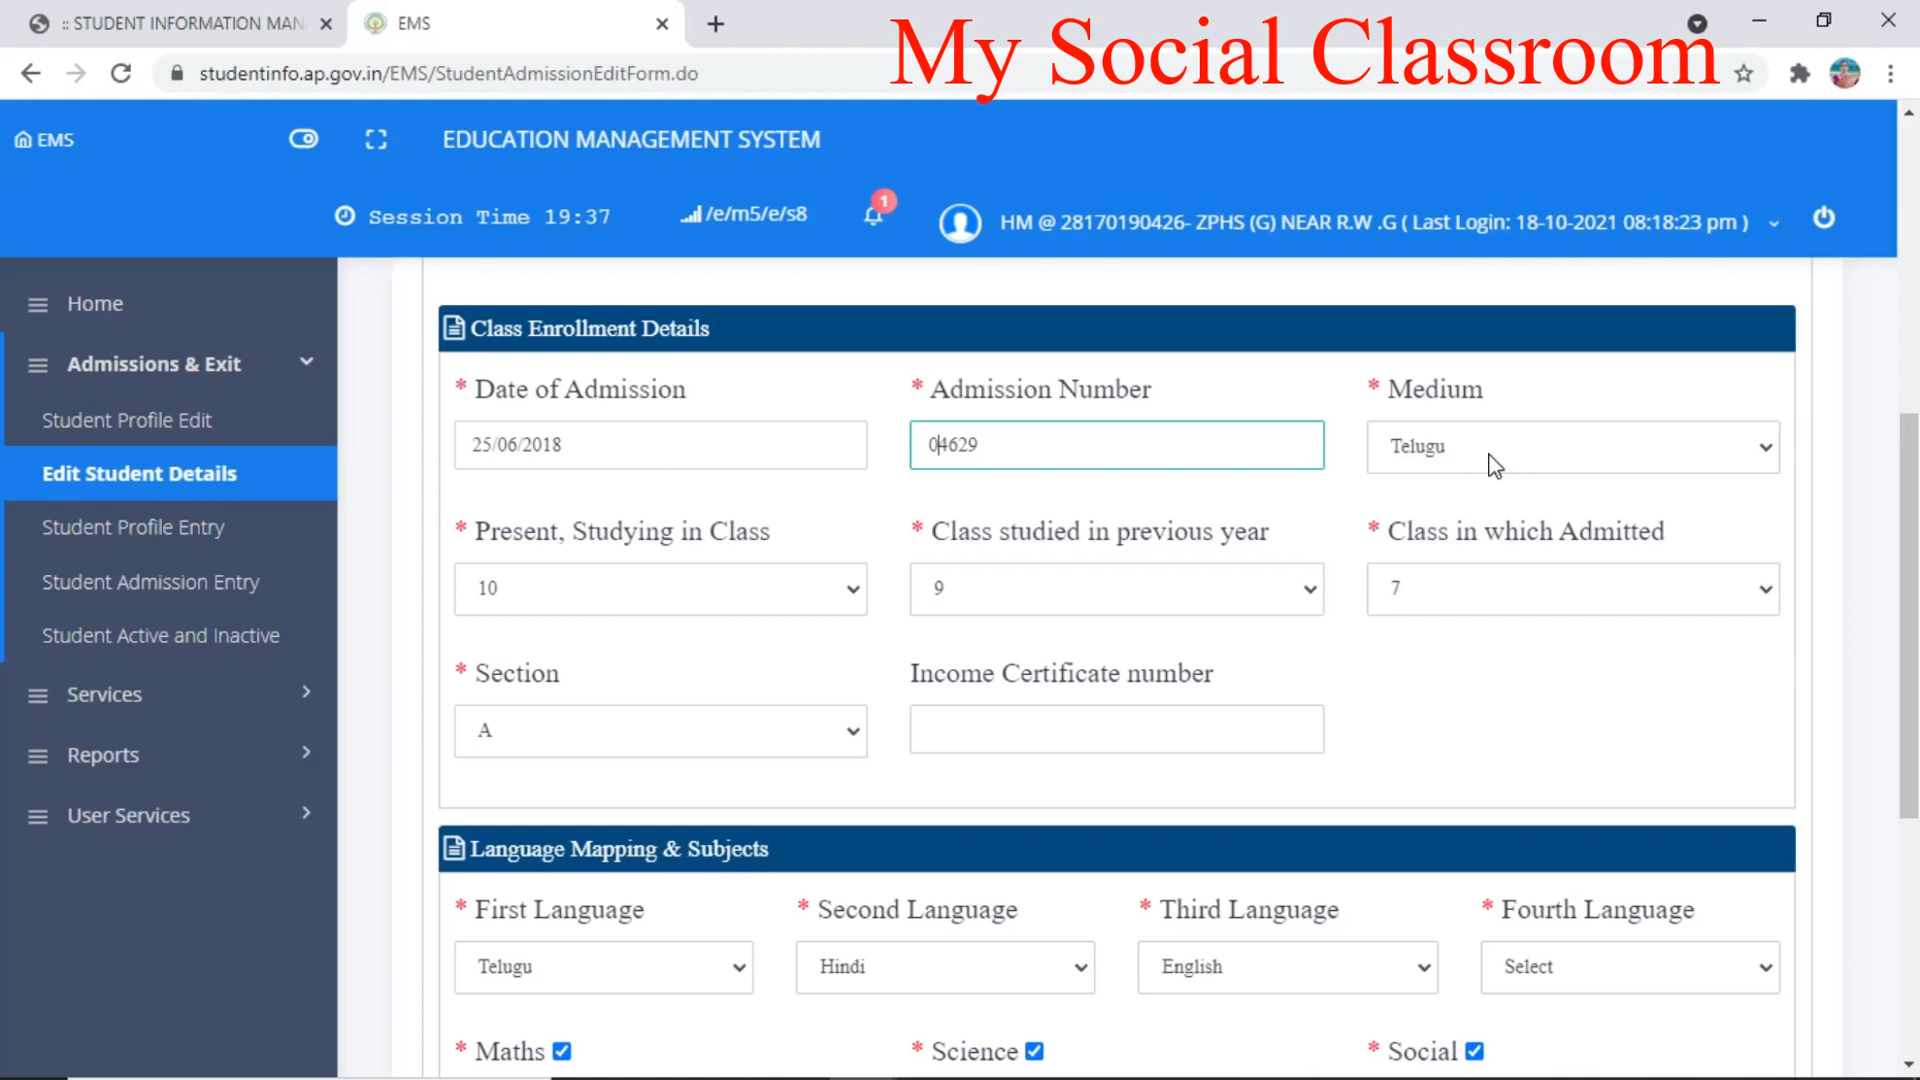 :: STUDENT INFORMATION MAN
EMS
studentinfo.ap.gov.in/EMS/StudentAdmissionEditForm.do
My Social Classroom
EMS
EDUCATION MANAGEMENT SYSTEM
Session Time 19:37
/e/m5/e/s8
1
HM @ 28170190426- ZPHS (G) NEAR R.W .G ( Last Login: 18-10-2021 08:18:23 pm )
Home
Admissions & Exit
Student Profile Edit
Edit Student Details
Student Profile Entry
Student Admission Entry
Student Active and Inactive
Services
Reports
User Services
Class Enrollment Details
* Date of Admission
* Admission Number
* Medium
25/06/2018
04629
Telugu
* Present, Studying in Class
* Class studied in previous year
* Class in which Admitted
10
9
7
* Section
Income Certificate number
A
Language Mapping & Subjects
* First Language
* Second Language
* Third Language
* Fourth Language
Telugu
Hindi
English
Select
* Maths
* Science
* Social